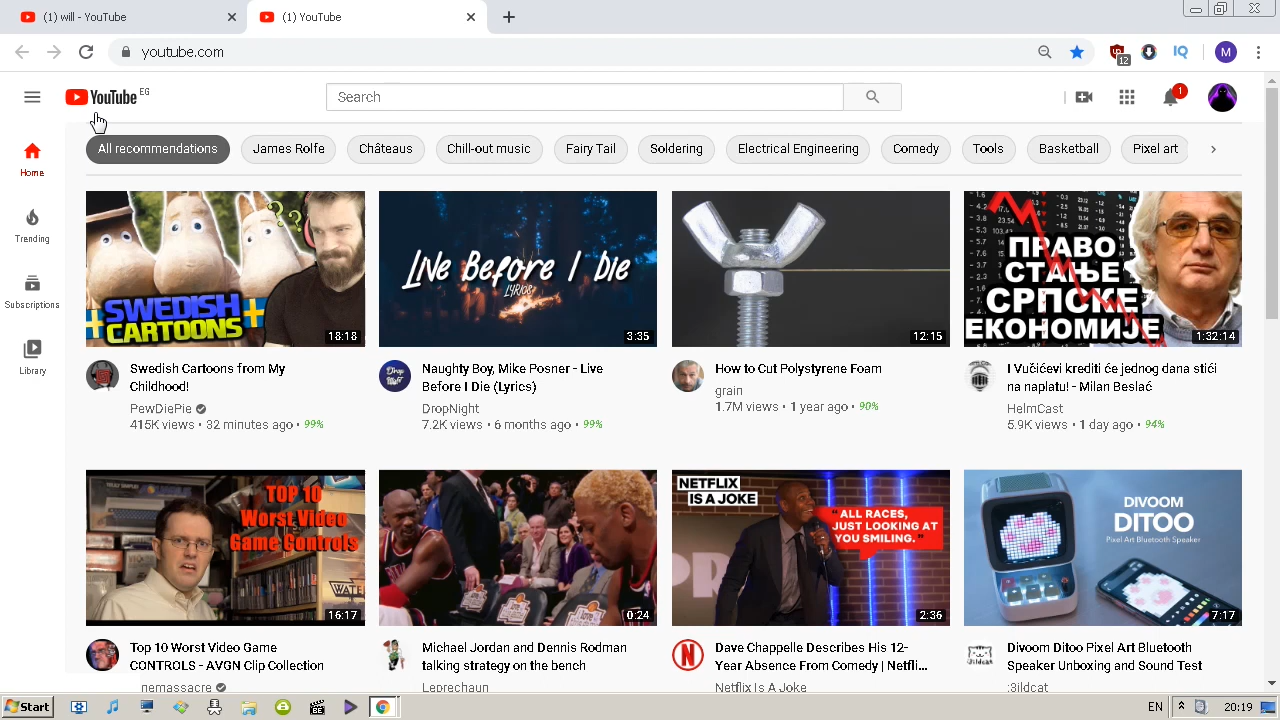 (1) will - YouTube
(1) YouTube
youtube.com
12
IQ
M
YouTube EG
Search
1
All recommendations
James Rolfe
Châteaus
Chill-out music
Fairy Tail
Soldering
Electrical Engineering
Comedy
Tools
Basketball
Pixel art
Home
Trending
Subscriptions
Library
SWEDISH
CARTOONS
18:18
LIVE BEFORE I DIE
LYRICS
3:35
12:15
ПРАВО
СТАЊЕ
СРПСКЕ
ЕКОНОМИЈЕ
1:32:14
Swedish Cartoons from My
Childhood!
PewDiePie
415K views • 32 minutes ago • 99%
Naughty Boy, Mike Posner - Live
Before I Die (Lyrics)
DropNight
7.2K views • 6 months ago • 99%
How to Cut Polystyrene Foam
grain
1.7M views • 1 year ago • 90%
I Vučićevi krediti će jednog dana stići
na naplatu! - Milan Beslać
HelmCast
5.9K views • 1 day ago • 94%
TOP 10
Worst Video
Game Controls
16:17
0:24
NETFLIX
IS A JOKE
"ALL RACES,
JUST LOOKING AT
YOU SMILING."
2:36
DIVOOM
DITOO
Pixel Art Bluetooth Speaker
7:17
Top 10 Worst Video Game
CONTROLS - AVGN Clip Collection
nemassacre
Michael Jordan and Dennis Rodman
talking strategy on the bench
Leprechaun
Dave Chappelle Describes His 12-
Year Absence From Comedy | Netfli...
Netflix Is A Joke
Divoom Ditoo Pixel Art Bluetooth
Speaker Unboxing and Sound Test
:3ildcat
Start
EN
20:19